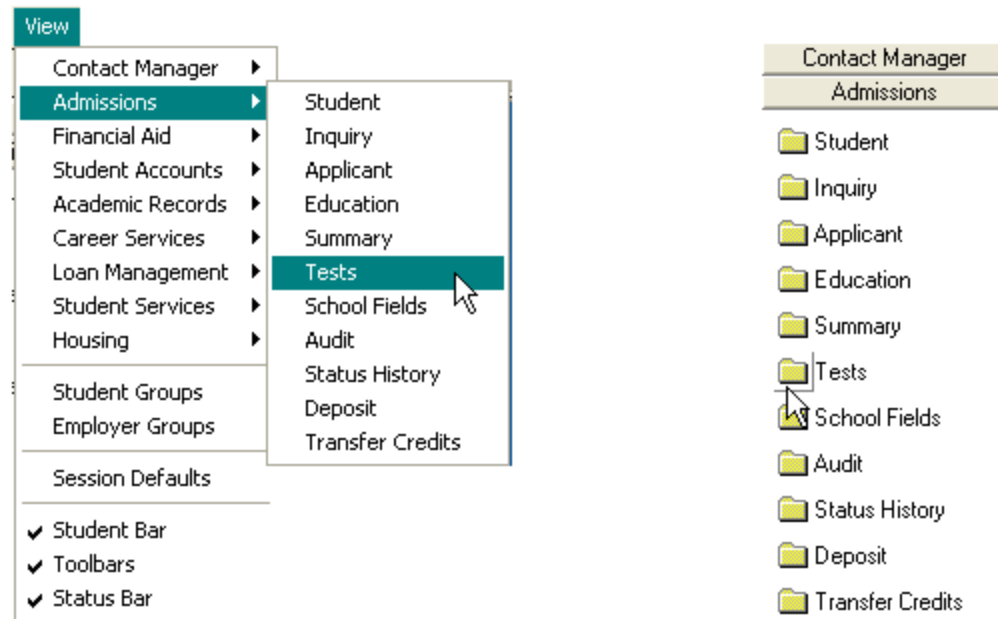 View
Contact Manager
Admissions
Financial Aid
Student Accounts
Academic Records
Career Services
Loan Management
Student Services
Housing
Student Groups
Employer Groups
Session Defaults
Student Bar
Toolbars
Status Bar
Student
Inquiry
Applicant
Education
Summary
Tests
School Fields
Audit
Status History
Deposit
Transfer Credits
Contact Manager
Admissions
Student
Inquiry
Applicant
Education
Summary
Tests
School Fields
Audit
Status History
Deposit
Transfer Credits